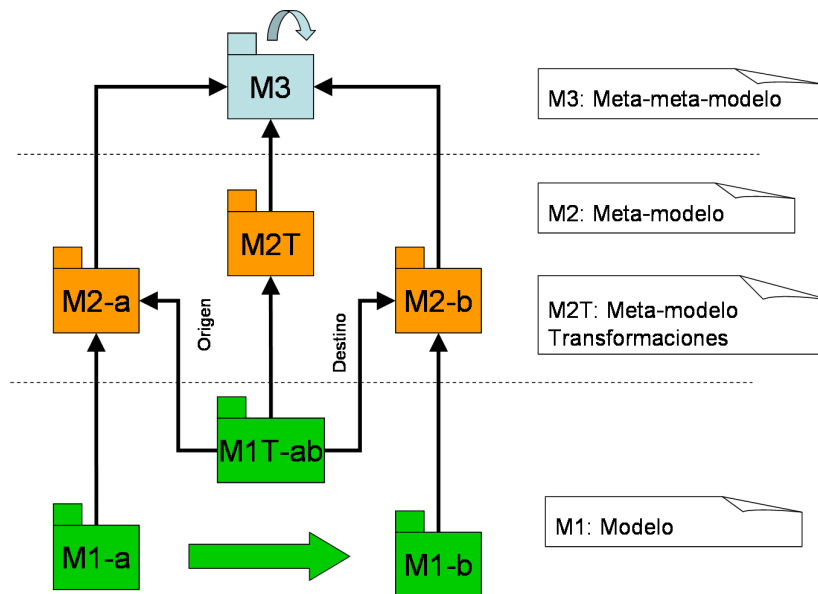 M3
M3: Meta-meta-modelo
M2: Meta-modelo
M2T
M2-a
M2-b
Origen
Destino
M2T: Meta-modelo
Transformaciones
M1T-ab
M1: Modelo
M1-a
M1-b